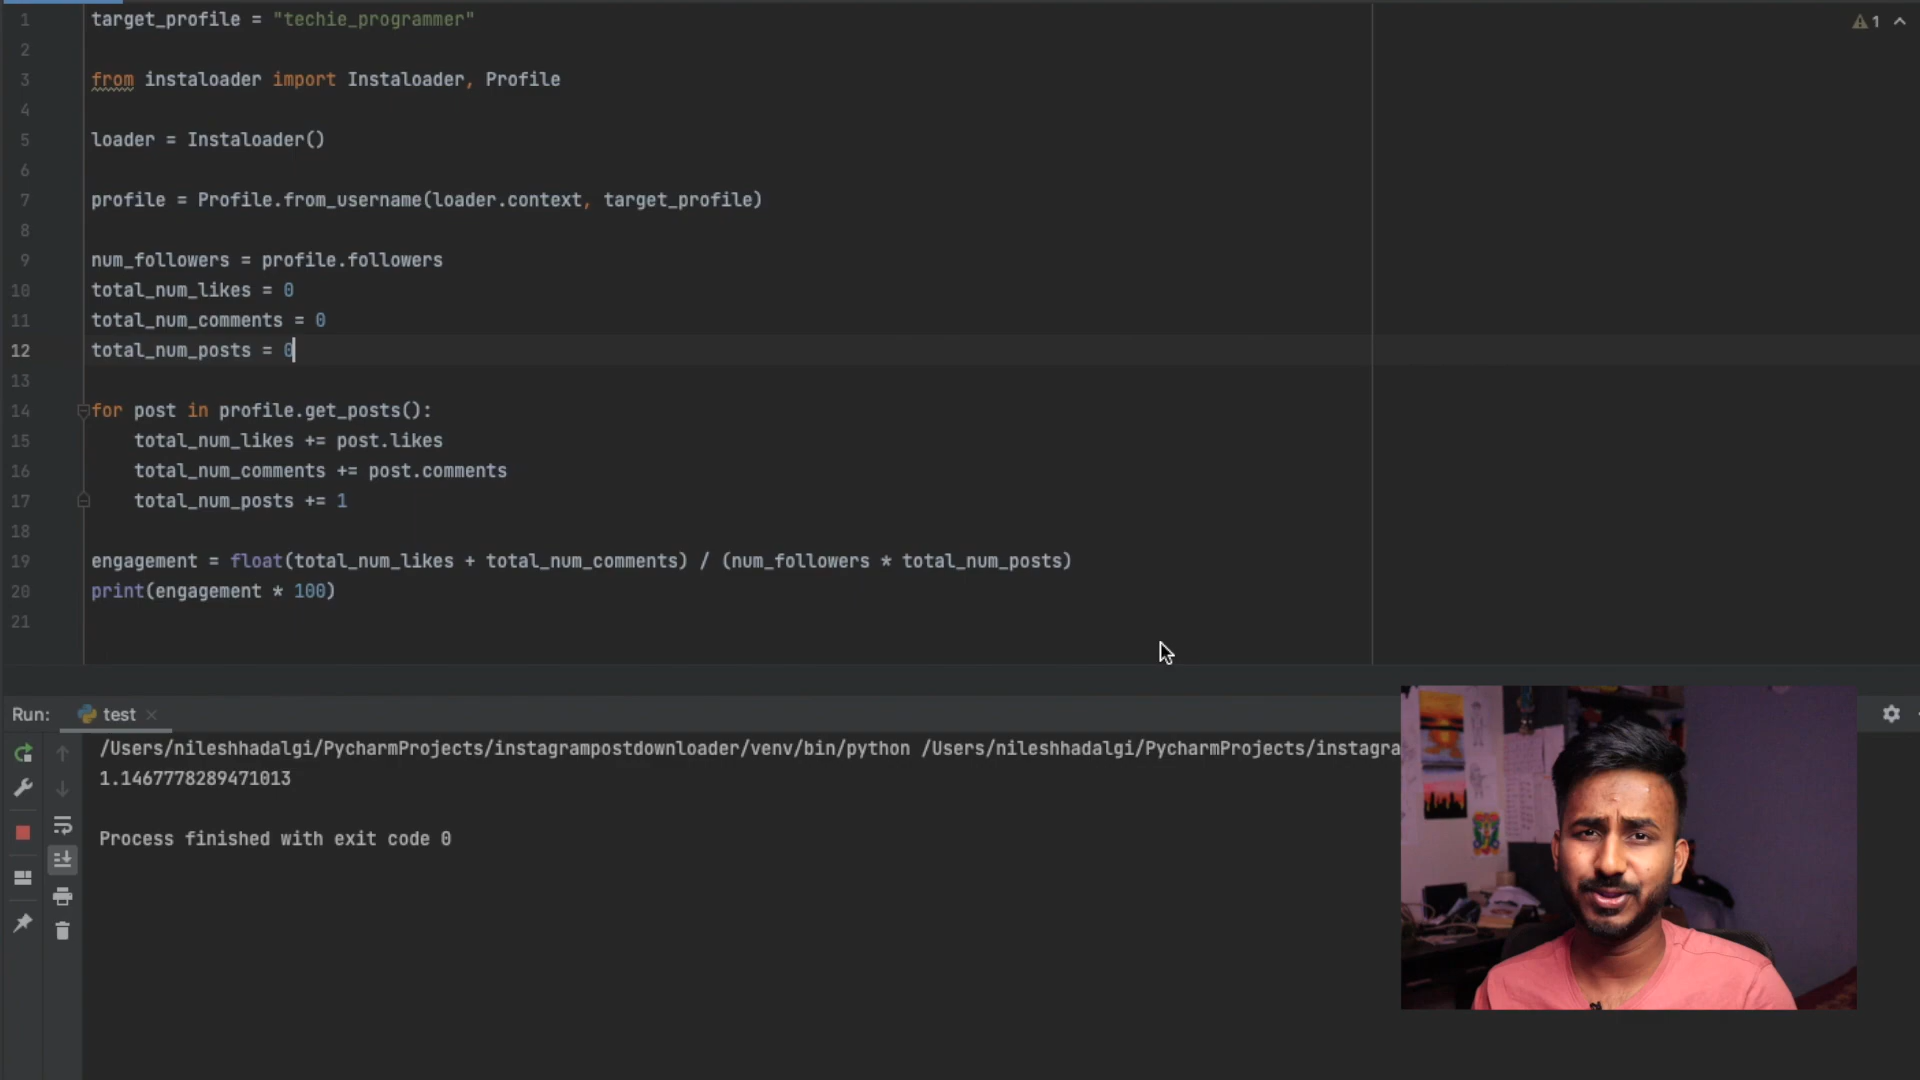 1 target_profile = "techie_programmer"
2
3 from instaloader import Instaloader, Profile
4
5 loader = Instaloader()
6
7 profile = Profile.from_username(loader.context, target_profile)
8
9 num_followers = profile.followers
10 total_num_likes = 0
11 total_num_comments = 0
12 total_num_posts = 0
13
14 for post in profile.get_posts():
15 total_num_likes += post.likes
16 total_num_comments += post.comments
17 total_num_posts += 1
18
19 engagement = float(total_num_likes + total_num_comments) / (num_followers * total_num_posts)
20 print(engagement * 100)
21
1
Run: test
/Users/nileshhadalgi/PycharmProjects/instagrampostdownloader/venv/bin/python /Users/nileshhadalgi/PycharmProjects/instagra
1.1467778289471013
Process finished with exit code 0